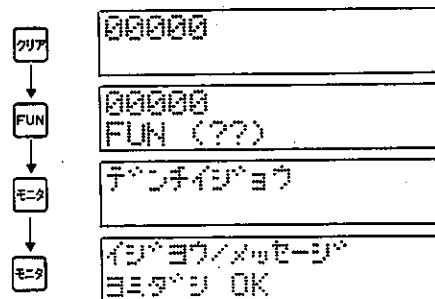 クリア
00000
FUN
00000
FUN (??)
モニタ
デンチイジョウ
モニタ
イジョウ/メッセージ
ヨミダシ OK